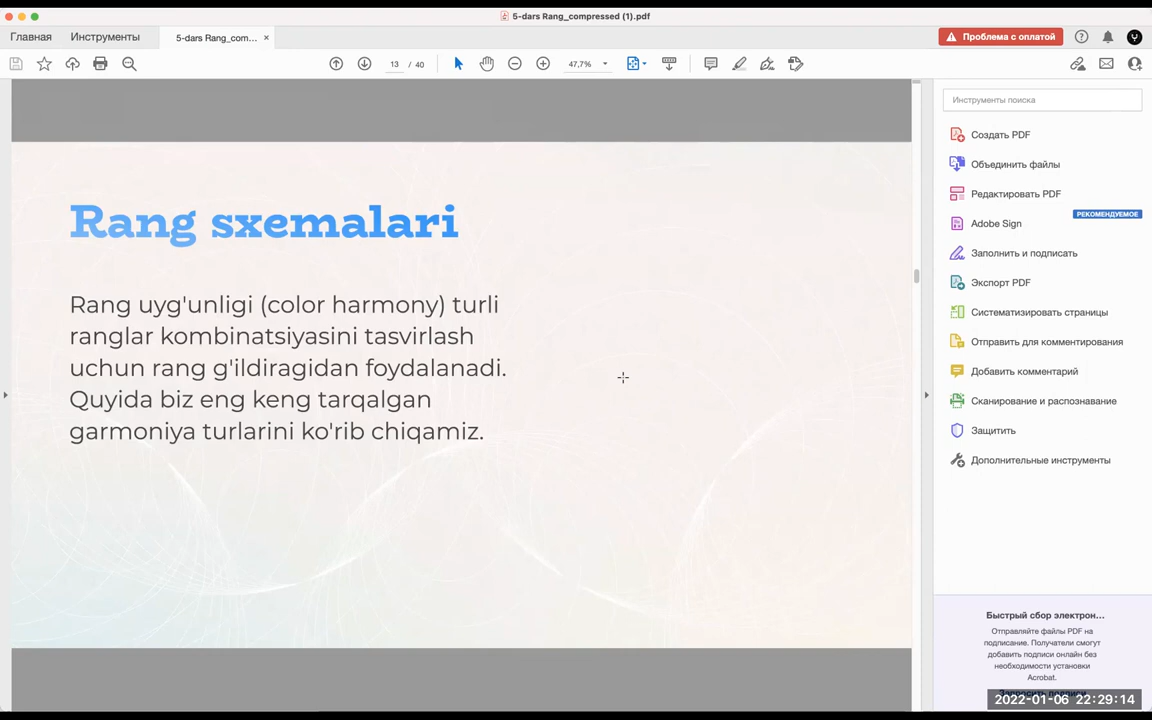 5-dars Rang_compressed (1).pdf
Главная Инструменты 5-dars Rang_com... × Проблема с оплатой
13 / 40 47,7%
Инструменты поиска
Создать PDF
Объединить файлы
Редактировать PDF
РЕКОМЕНДУЕМОЕ
Adobe Sign
Заполнить и подписать
Экспорт PDF
Систематизировать страницы
Отправить для комментирования
Добавить комментарий
Сканирование и распознавание
Защитить
Дополнительные инструменты
Rang sxemalari
Rang uyg'unligi (color harmony) turli
ranglar kombinatsiyasini tasvirlash
uchun rang g'ildiragidan foydalanadi.
Quyida biz eng keng tarqalgan
garmoniya turlarini ko'rib chiqamiz.
Быстрый сбор электрон...
Отправляйте файлы PDF на
подписание. Получатели смогут
добавить подписи онлайн без
необходимости установки
Acrobat.
2022-01-06 22:29:14